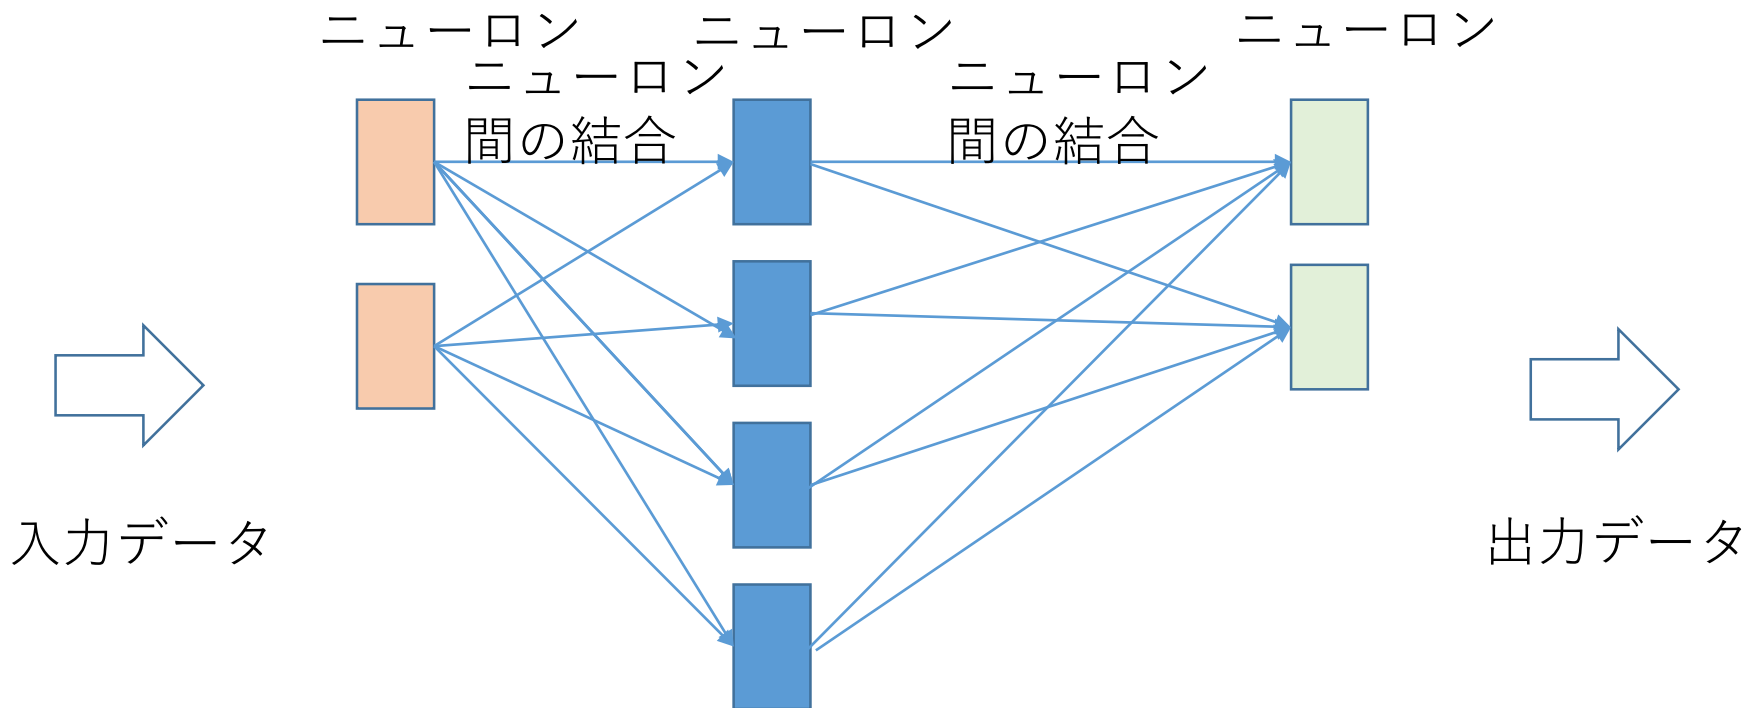 ニューロン
ニューロン
ニューロン
ニューロン
間の結合
ニューロン
間の結合
入力データ
出力データ